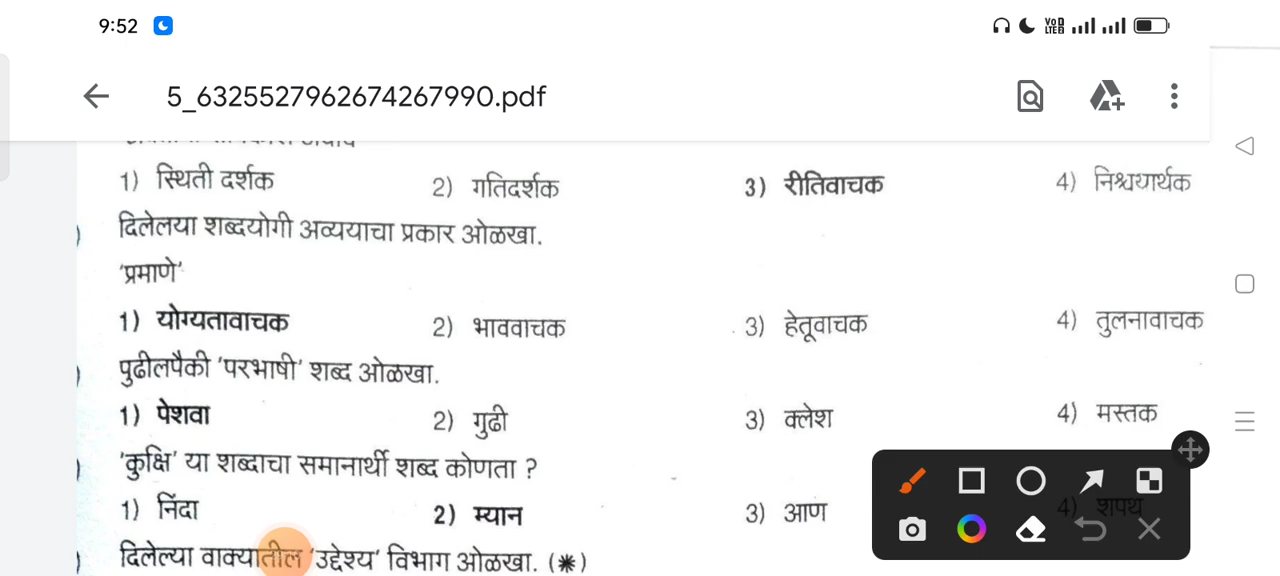 9:52
VoD LTE2
5_6325527962674267990.pdf
1) स्थिती दर्शक 2) गतिदर्शक 3) रीतिवाचक 4) निश्चयार्थक
) दिलेलया शब्दयोगी अव्ययाचा प्रकार ओळखा.
'प्रमाणे'
1) योग्यतावाचक 2) भाववाचक 3) हेतूवाचक 4) तुलनावाचक
) पुढीलपैकी 'परभाषी' शब्द ओळखा.
1) पेशवा 2) गुढी 3) क्लेश 4) मस्तक
) 'कुक्षि' या शब्दाचा समानार्थी शब्द कोणता ?
1) निंदा 2) म्यान 3) आण 4) शपथ
) दिलेल्या वाक्यातील 'उद्देश्य' विभाग ओळखा. (*)